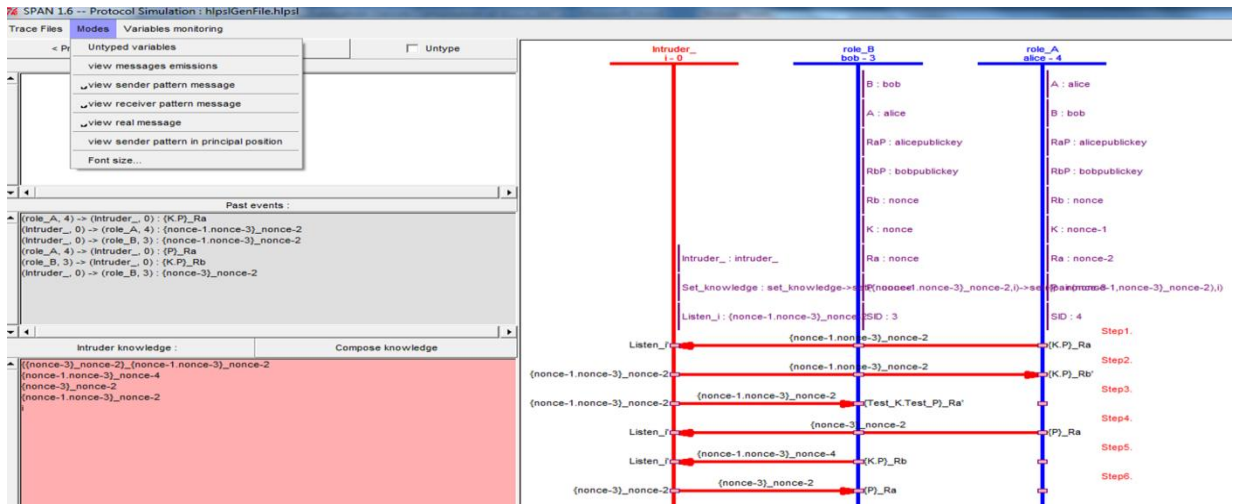 SPAN 1.6 -- Protocol Simulation : hlpslGenFile.hlpsl
Trace Files Modes Variables monitoring
< Pr
Untype
Untyped variables
view messages emissions
view sender pattern message
view receiver pattern message
view real message
view sender pattern in principal position
Font size...
Past events :
(role_A, 4) -> (Intruder_, 0) : {K.P}_Ra
(Intruder_, 0) -> (role_A, 4) : {nonce-1.nonce-3}_nonce-2
(Intruder_, 0) -> (role_B, 3) : {nonce-1.nonce-3}_nonce-2
(role_A, 4) -> (Intruder_, 0) : {P}_Ra
(role_B, 3) -> (Intruder_, 0) : {K.P}_Rb
(Intruder_, 0) -> (role_B, 3) : {nonce-3}_nonce-2
Intruder knowledge :
Compose knowledge
{{nonce-3}_nonce-2}_{nonce-1.nonce-3}_nonce-2
{nonce-1.nonce-3}_nonce-4
{nonce-3}_nonce-2
{nonce-1.nonce-3}_nonce-2
i
Intruder_ role_B role_A
i - 0 bob - 3 alice - 4
B : bob A : alice
A : alice B : bob
RaP : alicepublickey RaP : alicepublickey
RbP : bobpublickey RbP : bobpublickey
Rb : nonce Rb : nonce
K : nonce K : nonce-1
Intruder_ : intruder_ Ra : nonce Ra : nonce-2
Set_knowledge : set_knowledge->
Listen_i : {nonce-1.nonce-3}_nonce SID : 3 SID : 4
Step1.
{nonce-1.nonce-3}_nonce-2
Listen_i' {K.P}_Ra
Step2.
{nonce-1.nonce-3}_nonce-2
{nonce-1.nonce-3}_nonce-2 {K.P}_Rb'
Step3.
{nonce-1.nonce-3}_nonce-2
{nonce-1.nonce-3}_nonce-2 {Test_K.Test_P}_Ra'
Step4.
{nonce-3}_nonce-2
Listen_i' {P}_Ra
Step5.
{nonce-1.nonce-3}_nonce-4
Listen_i' {K.P}_Rb
Step6.
{nonce-3}_nonce-2
{nonce-3}_nonce-2 {P}_Ra